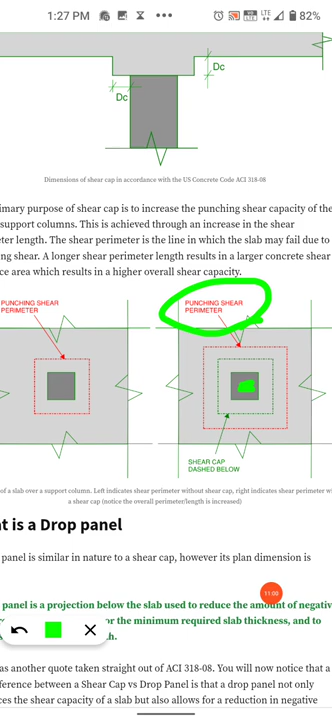 1:27 PM
LTE
82%
Dc
Dc
Dimensions of shear cap in accordance with the US Concrete Code ACI 318-08
imary purpose of shear cap is to increase the punching shear capacity of the
support columns. This is achieved through an increase in the shear
eter length. The shear perimeter is the line in which the slab may fail due to
ng shear. A longer shear perimeter length results in a larger concrete shear
ce area which results in a higher overall shear capacity.
PUNCHING SHEAR
PERIMETER
PUNCHING SHEAR
PERIMETER
SHEAR CAP
DASHED BELOW
of a slab over a support column. Left indicates shear perimeter without shear cap, right indicates shear perimeter wi
a shear cap (notice the overall perimeter/length is increased)
at is a Drop panel
panel is similar in nature to a shear cap, however its plan dimension is
11:09
panel is a projection below the slab used to reduce the amount of negativ
or the minimum required slab thickness, and to
h.
as another quote taken straight out of ACI 318-08. You will now notice that a
ference between a Shear Cap vs Drop Panel is that a drop panel not only
ces the shear capacity of a slab but also allows for a reduction in negative